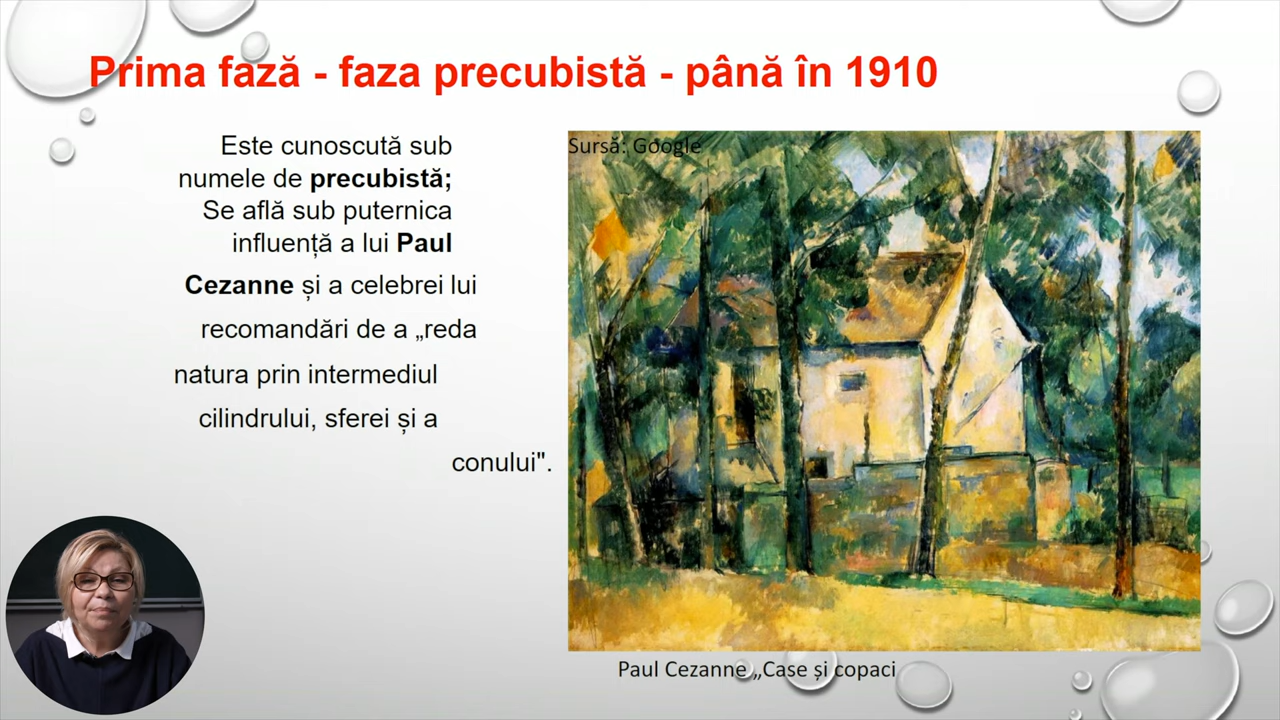 Prima fază - faza precubistă - până în 1910
Este cunoscută sub
numele de precubistă;
Se află sub puternica
influență a lui Paul
Cezanne și a celebrei lui
recomandări de a „reda
natura prin intermediul
cilindrului, sferei și a
conului".
Sursă: Google
Paul Cezanne „Case și copaci